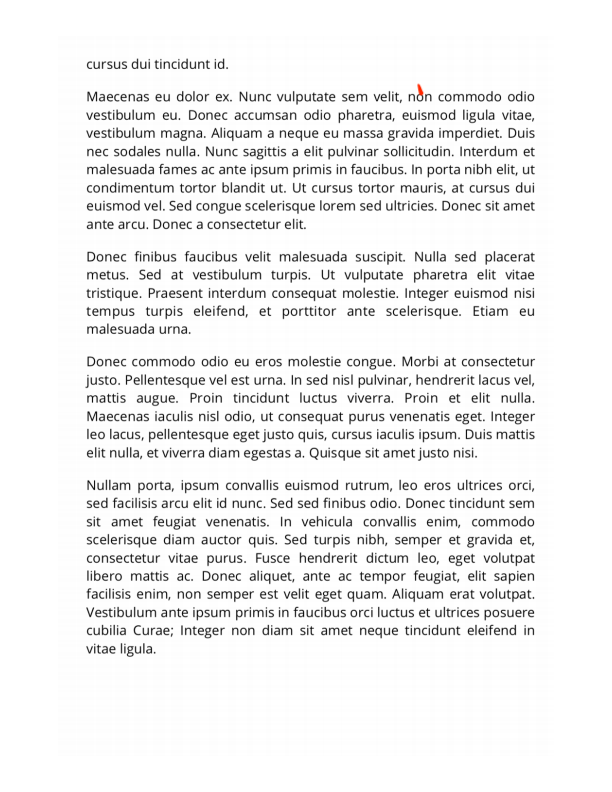 cursus dui tincidunt id.
Maecenas eu dolor ex. Nunc vulputate sem velit, non commodo odio
vestibulum eu. Donec accumsan odio pharetra, euismod ligula vitae,
vestibulum magna. Aliquam a neque eu massa gravida imperdiet. Duis
nec sodales nulla. Nunc sagittis a elit pulvinar sollicitudin. Interdum et
malesuada fames ac ante ipsum primis in faucibus. In porta nibh elit, ut
condimentum tortor blandit ut. Ut cursus tortor mauris, at cursus dui
euismod vel. Sed congue scelerisque lorem sed ultricies. Donec sit amet
ante arcu. Donec a consectetur elit.
Donec finibus faucibus velit malesuada suscipit. Nulla sed placerat
metus. Sed at vestibulum turpis. Ut vulputate pharetra elit vitae
tristique. Praesent interdum consequat molestie. Integer euismod nisi
tempus turpis eleifend, et porttitor ante scelerisque. Etiam eu
malesuada urna.
Donec commodo odio eu eros molestie congue. Morbi at consectetur
justo. Pellentesque vel est urna. In sed nisl pulvinar, hendrerit lacus vel,
mattis augue. Proin tincidunt luctus viverra. Proin et elit nulla.
Maecenas iaculis nisl odio, ut consequat purus venenatis eget. Integer
leo lacus, pellentesque eget justo quis, cursus iaculis ipsum. Duis mattis
elit nulla, et viverra diam egestas a. Quisque sit amet justo nisi.
Nullam porta, ipsum convallis euismod rutrum, leo eros ultrices orci,
sed facilisis arcu elit id nunc. Sed sed finibus odio. Donec tincidunt sem
sit amet feugiat venenatis. In vehicula convallis enim, commodo
scelerisque diam auctor quis. Sed turpis nibh, semper et gravida et,
consectetur vitae purus. Fusce hendrerit dictum leo, eget volutpat
libero mattis ac. Donec aliquet, ante ac tempor feugiat, elit sapien
facilisis enim, non semper est velit eget quam. Aliquam erat volutpat.
Vestibulum ante ipsum primis in faucibus orci luctus et ultrices posuere
cubilia Curae; Integer non diam sit amet neque tincidunt eleifend in
vitae ligula.